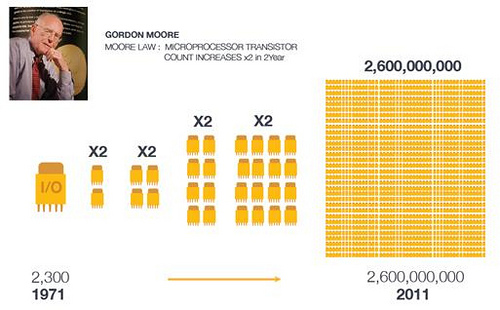 GORDON MOORE
MOORE LAW : MICROPROCESSOR TRANSISTOR
COUNT INCREASES x2 in 2Year
2,600,000,000
X2
X2
X2
X2
I/O
2,300
1971
2,600,000,000
2011